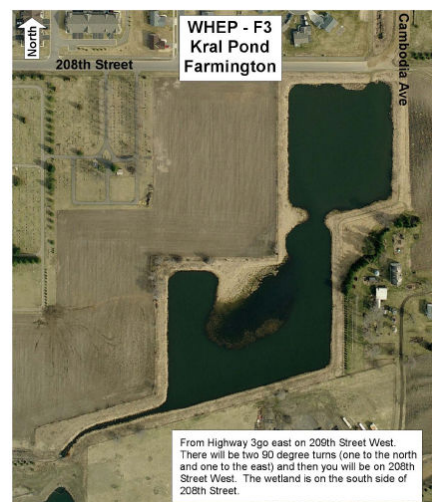 WHEP - F3
Kral Pond
Farmington
North
208th Street
Cambodia Ave
From Highway 3go east on 209th Street West.
There will be two 90 degree turns (one to the north
and one to the east) and then you will be on 208th
Street West. The wetland is on the south side of
208th Street.